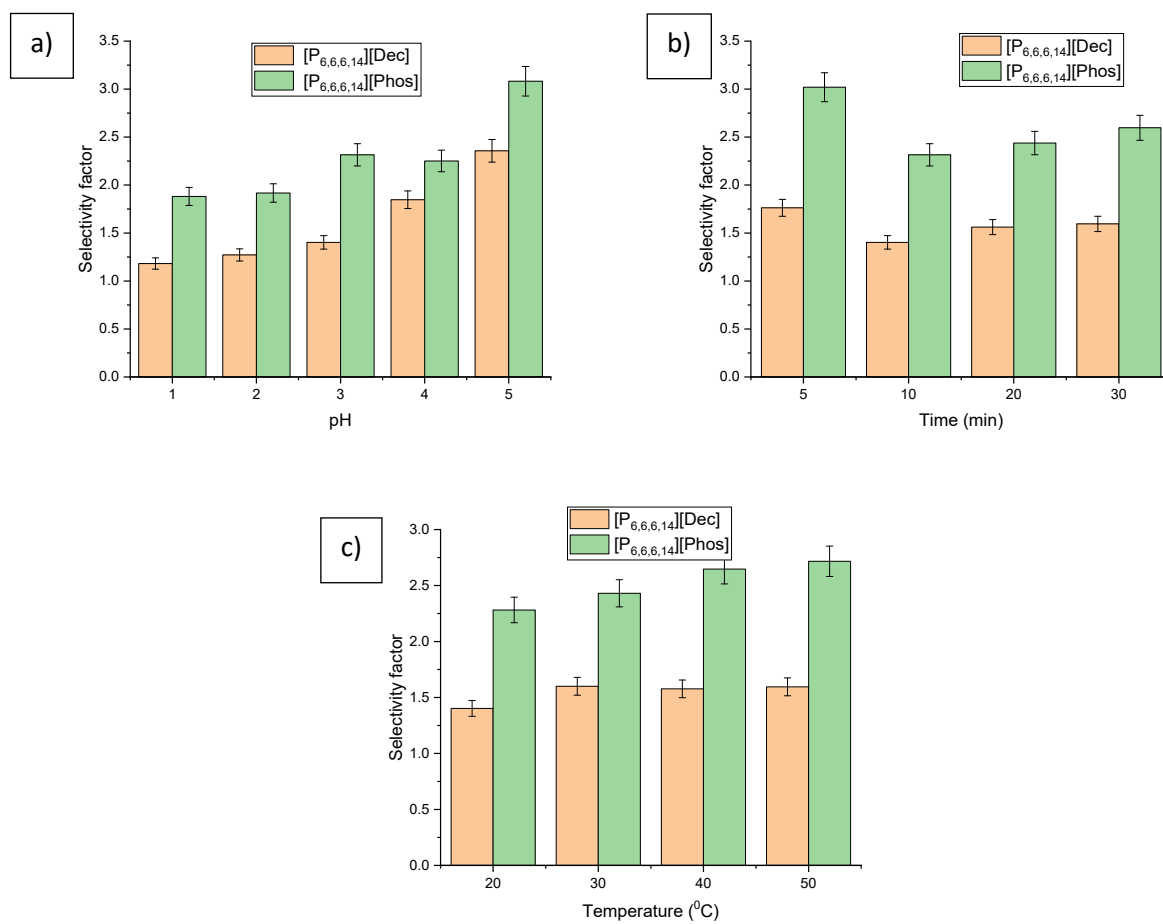 a)
[P6,6,6,14][Dec]
[P6,6,6,14][Phos]
Selectivity factor
3.5
3.0
2.5
2.0
1.5
1.0
0.5
0.0
1 2 3 4 5
pH
b)
[P6,6,6,14][Dec]
[P6,6,6,14][Phos]
Selectivity factor
3.5
3.0
2.5
2.0
1.5
1.0
0.5
0.0
5 10 20 30
Time (min)
c)
[P6,6,6,14][Dec]
[P6,6,6,14][Phos]
Selectivity factor
3.0
2.5
2.0
1.5
1.0
0.5
0.0
20 30 40 50
Temperature (⁰C)